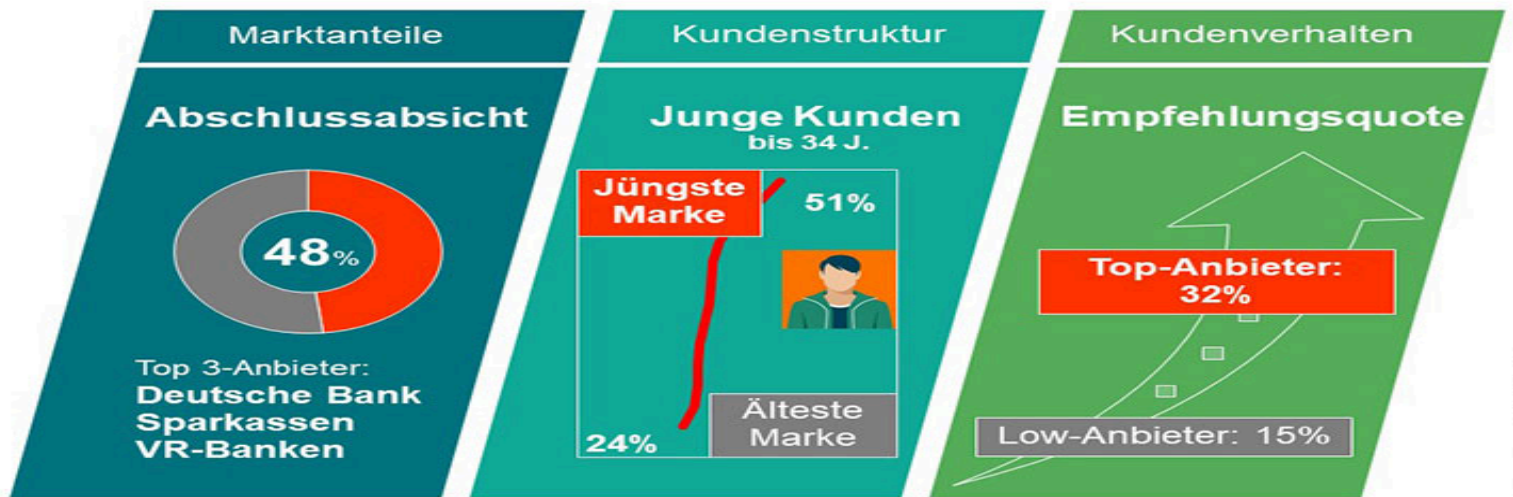 Marktanteile
Abschlussabsicht
48%
Top 3-Anbieter:
Deutsche Bank
Sparkassen
VR-Banken
Kundenstruktur
Junge Kunden
bis 34 J.
Jüngste
Marke
51%
24%
Älteste
Marke
Kundenverhalten
Empfehlungsquote
Top-Anbieter:
32%
Low-Anbieter: 15%